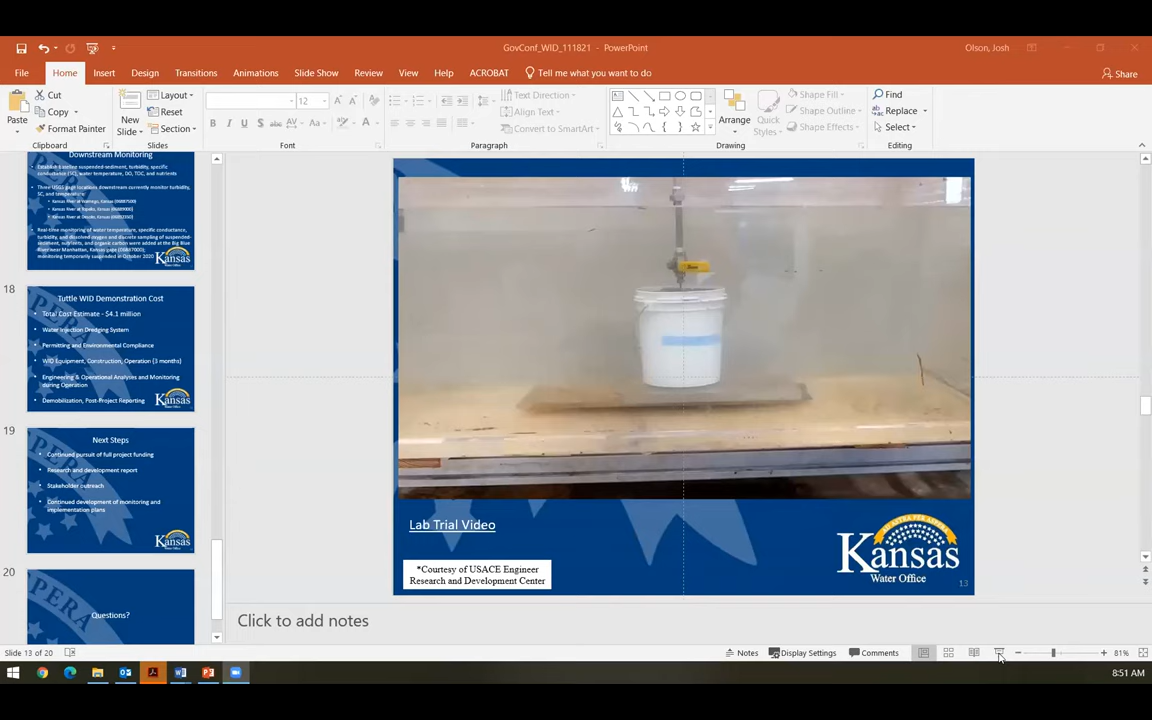 GovConf_WID_111821 - PowerPoint
Olson, Josh
File Home Insert Design Transitions Animations Slide Show Review View Help ACROBAT Tell me what you want to do
Share
Paste
Cut
Copy
Format Painter
Clipboard
New
Slide
Layout
Reset
Section
Slides
12
Font
Text Direction
Align Text
Convert to SmartArt
Paragraph
Arrange
Quick
Styles
Shape Fill
Shape Outline
Shape Effects
Drawing
Find
Replace
Select
Editing
Downstream Monitoring
18
Tuttle WID Demonstration Cost
Total Cost Estimate - $4.1 million
Water Injection Dredging System
Permitting and Environmental Compliance
WID Equipment, Construction, Operation (3 months)
Engineering & Operational Analyses and Monitoring
during Operation
Demobilization, Post-Project Reporting
Kansas
19
Next Steps
Continued pursuit of full project funding
Research and development report
Stakeholder outreach
Continued development of monitoring and
implementation plans
Kansas
20
Questions?
Lab Trial Video
*Courtesy of USACE Engineer
Research and Development Center
AD ASTRA PER ASPERA
Kansas
Water Office
13
Click to add notes
Slide 13 of 20
Notes
Display Settings
Comments
81%
8:51 AM